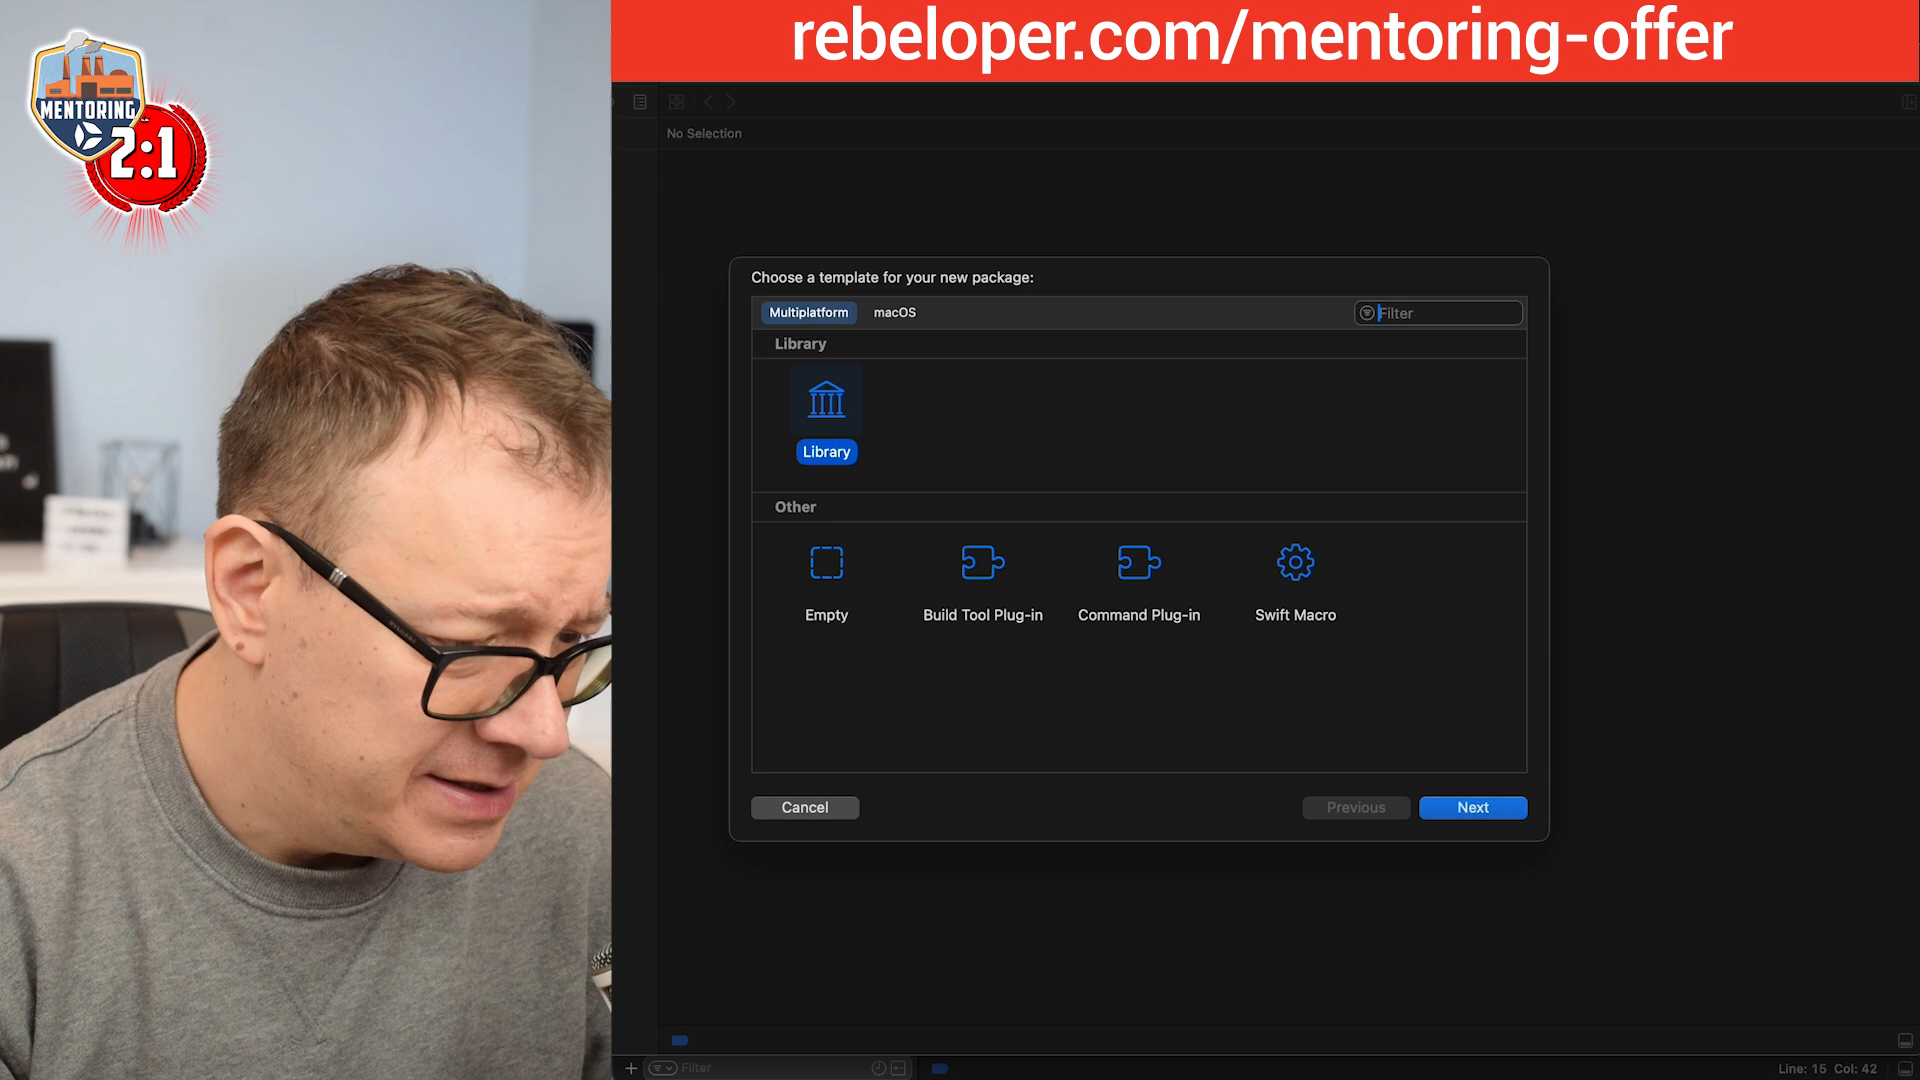 rebeloper.com/mentoring-offer
MENTORING
2:1
No Selection
Choose a template for your new package:
Multiplatform
macOS
Filter
Library
Library
Other
Empty
Build Tool Plug-in
Command Plug-in
Swift Macro
Cancel
Previous
Next
Filter
Line: 15 Col: 42